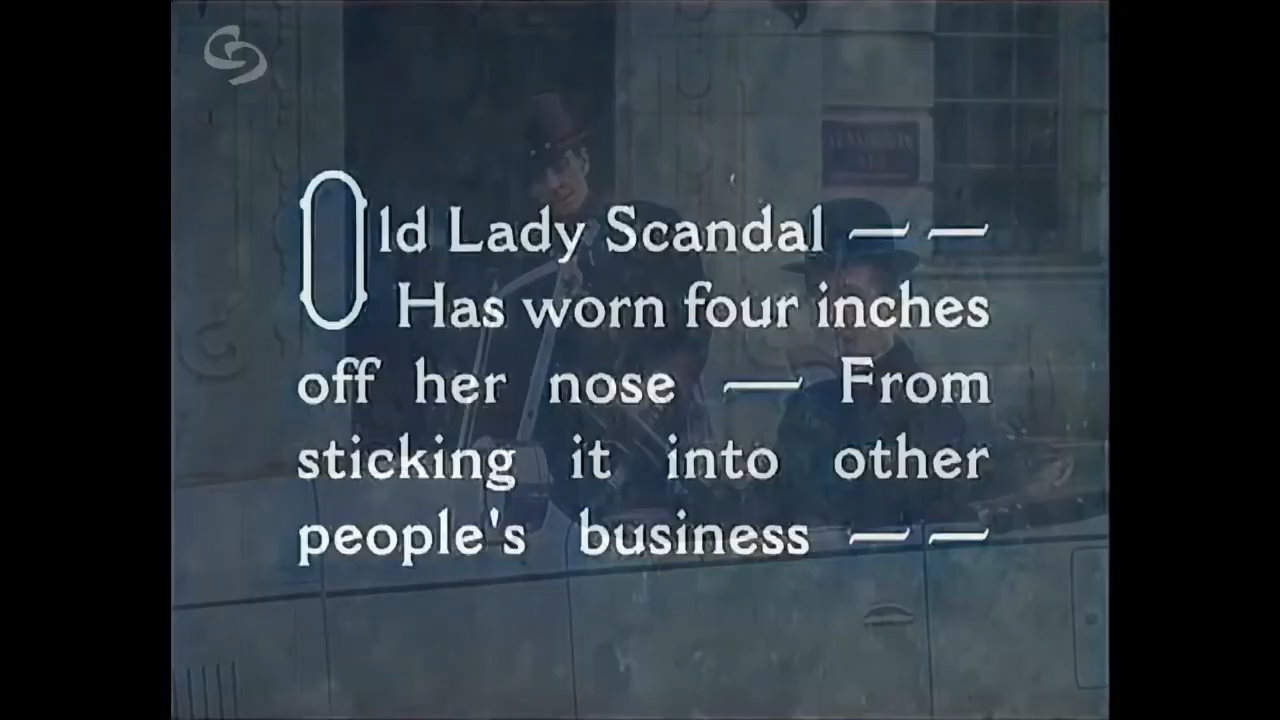 Old Lady Scandal — —
Has worn four inches
off her nose — From
sticking it into other
people's business — —